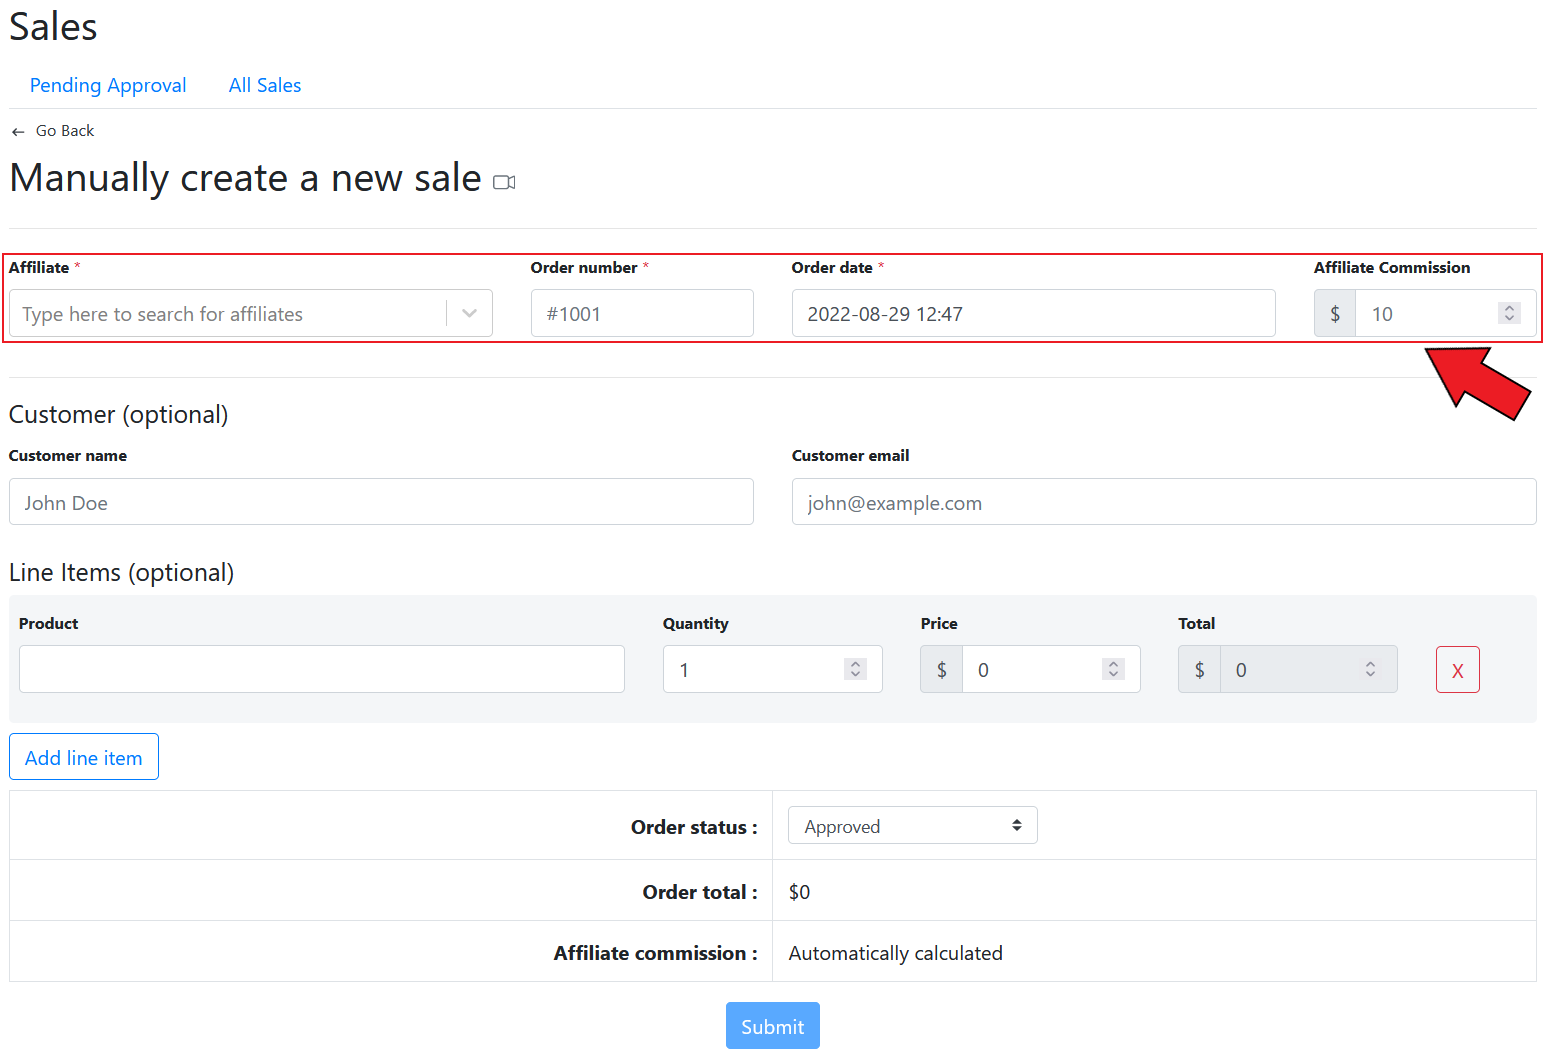 Sales
Pending Approval All Sales
← Go Back
Manually create a new sale
Affiliate * Order number * Order date * Affiliate Commission
Type here to search for affiliates #1001 2022-08-29 12:47 $ 10
Customer (optional)
Customer name Customer email
John Doe john@example.com
Line Items (optional)
Product Quantity Price Total
1 $ 0 $ 0 X
Add line item
Order status : Approved
Order total : $0
Affiliate commission : Automatically calculated
Submit